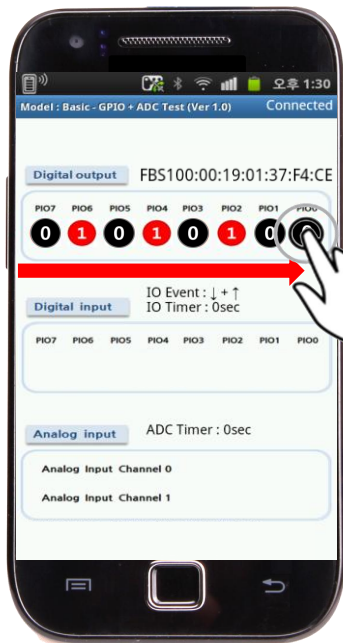 오후 1:30
Model : Basic - GPIO + ADC Test (Ver 1.0) Connected
Digital output FBS100:00:19:01:37:F4:CE
PIO7 PIO6 PIO5 PIO4 PIO3 PIO2 PIO1 PIO0
0 1 0 1 0 1 0
IO Event : ↓ + ↑
Digital input IO Timer : 0sec
PIO7 PIO6 PIO5 PIO4 PIO3 PIO2 PIO1 PIO0
Analog input ADC Timer : 0sec
Analog Input Channel 0
Analog Input Channel 1